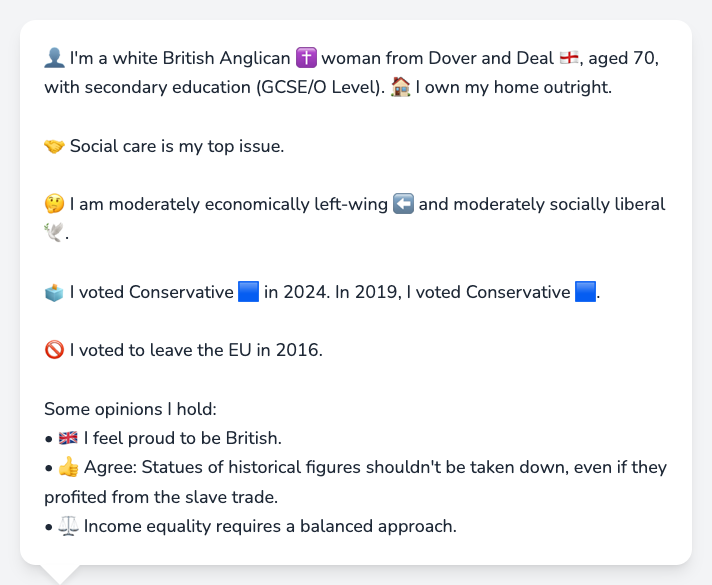 👤 I'm a white British Anglican ✝️ woman from Dover and Deal 🏴󠁧󠁢󠁥󠁮󠁧󠁿, aged 70,
with secondary education (GCSE/O Level). 🏠 I own my home outright.
🤝 Social care is my top issue.
🤔 I am moderately economically left-wing ⬅️ and moderately socially liberal
🕊️.
🗳️ I voted Conservative 🟦 in 2024. In 2019, I voted Conservative 🟦.
🚫 I voted to leave the EU in 2016.
Some opinions I hold:
• 🇬🇧 I feel proud to be British.
• 👍 Agree: Statues of historical figures shouldn't be taken down, even if they
profited from the slave trade.
• ⚖️ Income equality requires a balanced approach.